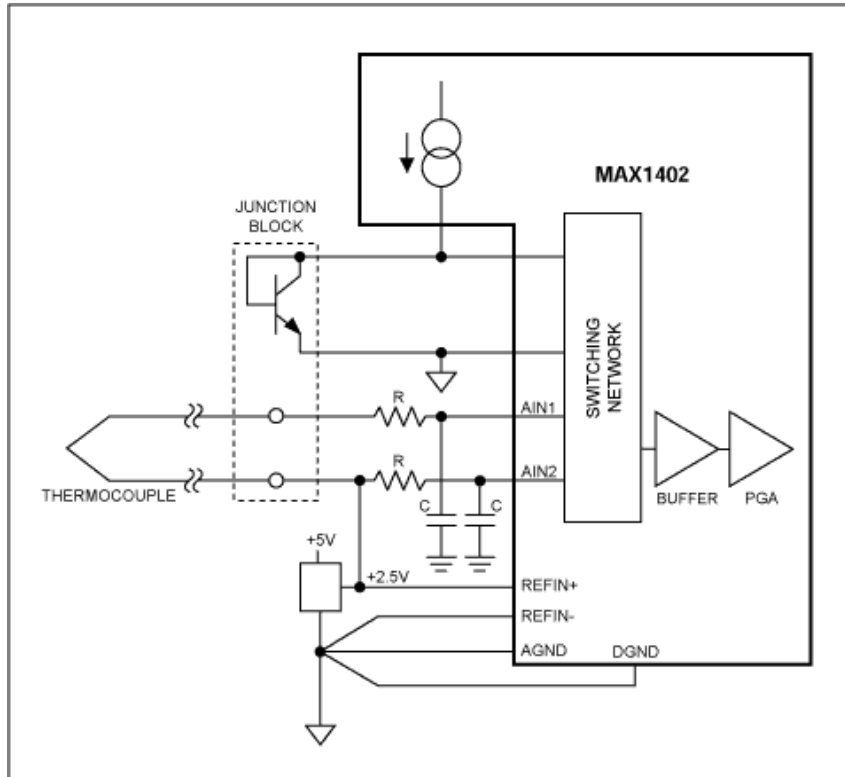 MAX1402
JUNCTION
BLOCK
SWITCHING
NETWORK
R
AIN1
R
AIN2
THERMOCOUPLE
C
C
BUFFER
PGA
+5V
+2.5V
REFIN+
REFIN-
AGND
DGND